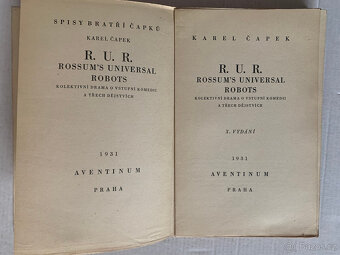 SPISY BRATŘÍ ČAPKŮ
KAREL ČAPEK
R. U. R.
ROSSUM'S UNIVERSAL
ROBOTS
KOLEKTIVNÍ DRAMA O VSTUPNÍ KOMEDII
A TŘECH DĚJSTVÍCH
1931
AVENTINUM
PRAHA
KAREL ČAPEK
R. U. R.
ROSSUM'S UNIVERSAL
ROBOTS
KOLEKTIVNÍ DRAMA O VSTUPNÍ KOMEDII
A TŘECH DĚJSTVÍCH
X. VYDÁNÍ
1931
AVENTINUM
PRAHA